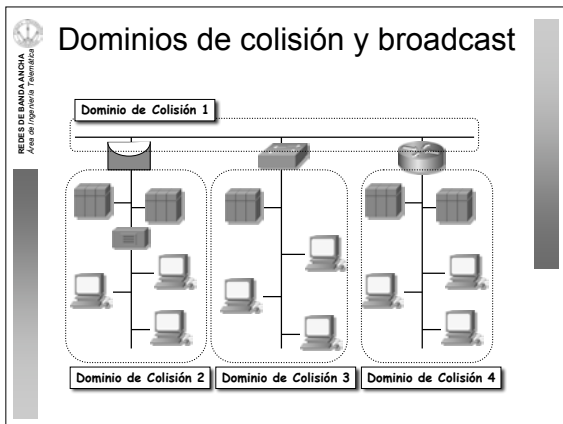 REDES DE BANDA ANCHA
Área de Ingeniería Telemática
Dominios de colisión y broadcast
Dominio de Colisión 1
Dominio de Colisión 2
Dominio de Colisión 3
Dominio de Colisión 4